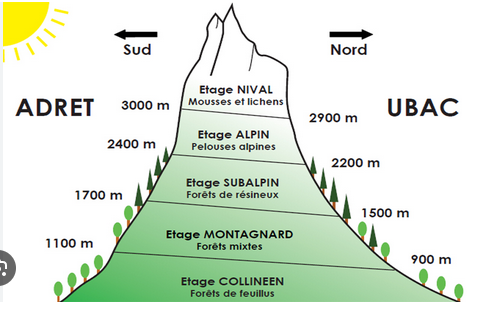 Sud
Nord
ADRET
UBAC
Etage NIVAL
Mousses et lichens
3000 m
2900 m
Etage ALPIN
Pelouses alpines
2400 m
2200 m
Etage SUBALPIN
Forêts de résineux
1700 m
1500 m
Etage MONTAGNARD
Forêts mixtes
1100 m
900 m
Etage COLLINEEN
Forêts de feuillus